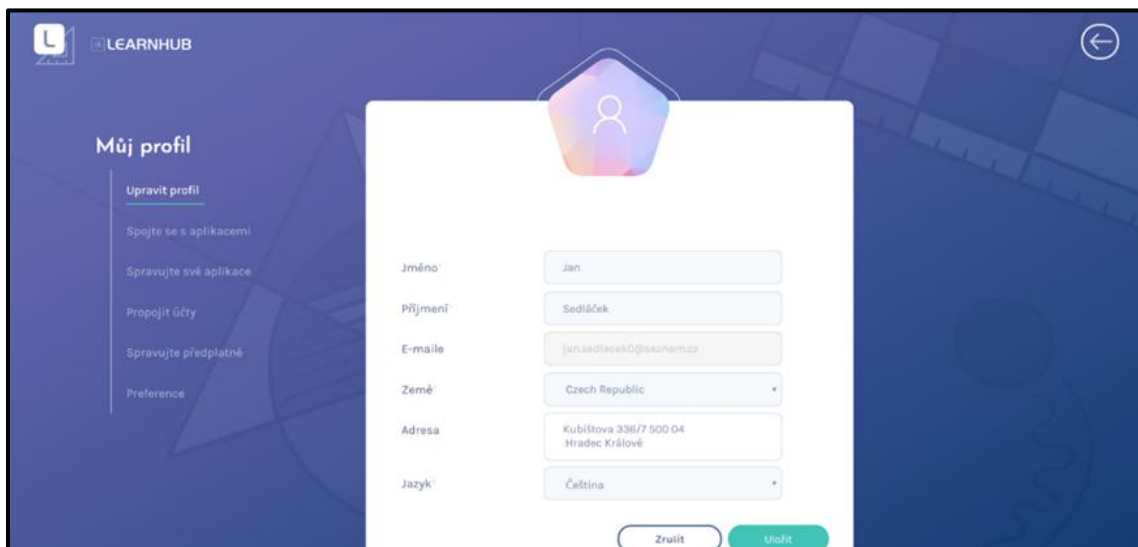 L
LEARNHUB
Můj profil
Upravit profil
Spojte se s aplikacemi
Spravujte své aplikace
Propojit účty
Spravujte předplatné
Preference
Jméno* Jan
Příjmení* Sedláček
E-maile jan.sedlacek0@seznam.cz
Země* Czech Republic
Adresa Kubištova 336/7 500 04
Hradec Králové
Jazyk* Čeština
Zrulit Uložit